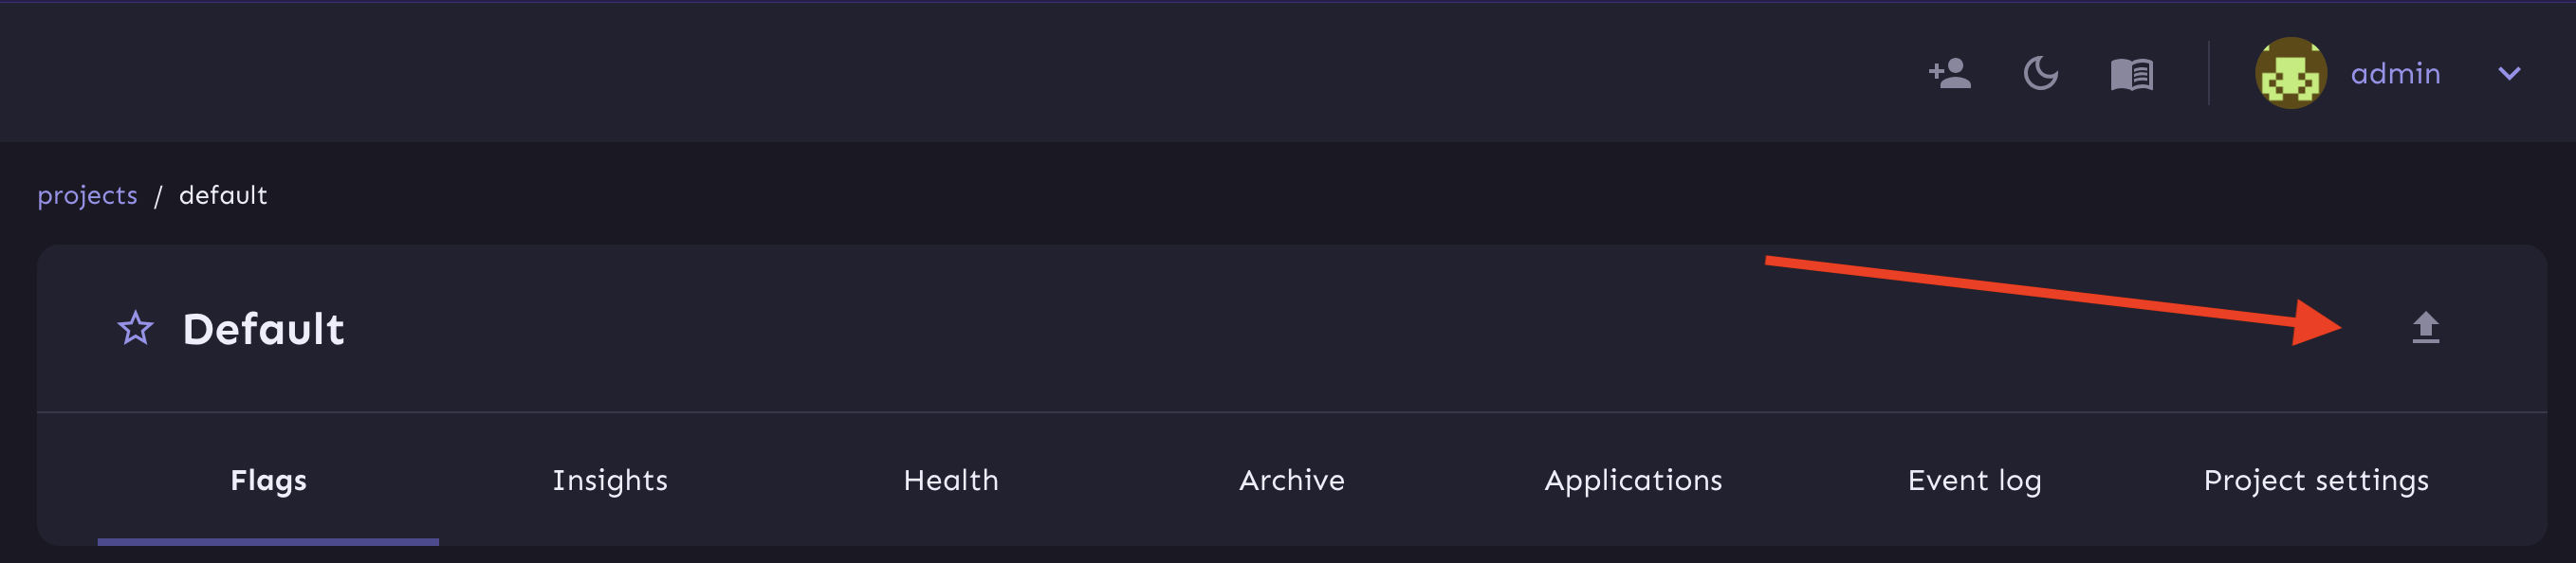 admin
projects / default
Default
Flags Insights Health Archive Applications Event log Project settings